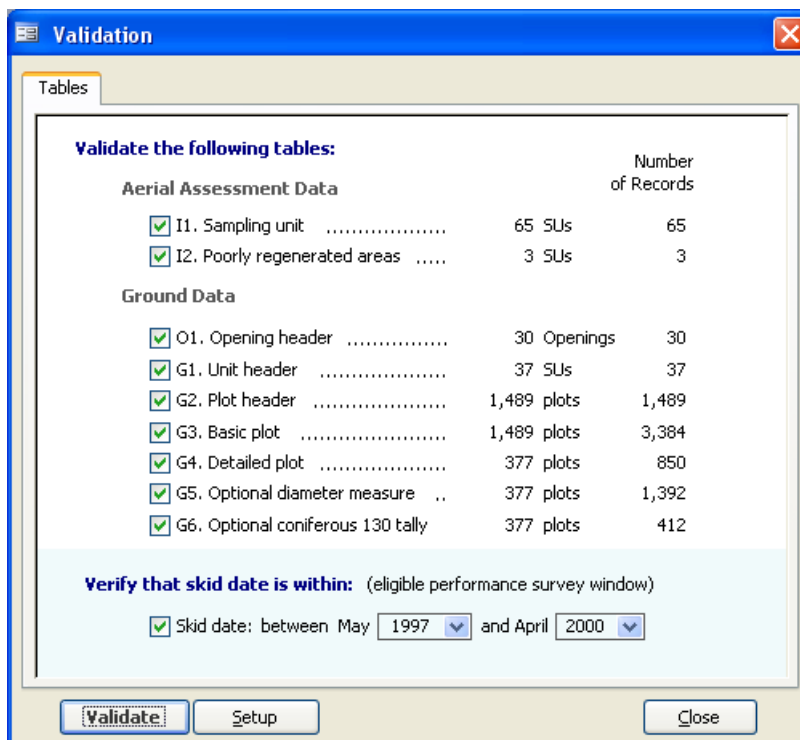 Validation
Tables
Validate the following tables:
Number
of Records
Aerial Assessment Data
I1. Sampling unit ................... 65 SUs 65
I2. Poorly regenerated areas ..... 3 SUs 3
Ground Data
O1. Opening header ................ 30 Openings 30
G1. Unit header .................... 37 SUs 37
G2. Plot header ..................... 1,489 plots 1,489
G3. Basic plot ....................... 1,489 plots 3,384
G4. Detailed plot .................... 377 plots 850
G5. Optional diameter measure .. 377 plots 1,392
G6. Optional coniferous 130 tally 377 plots 412
Verify that skid date is within: (eligible performance survey window)
Skid date: between May 1997 and April 2000
Validate Setup Close